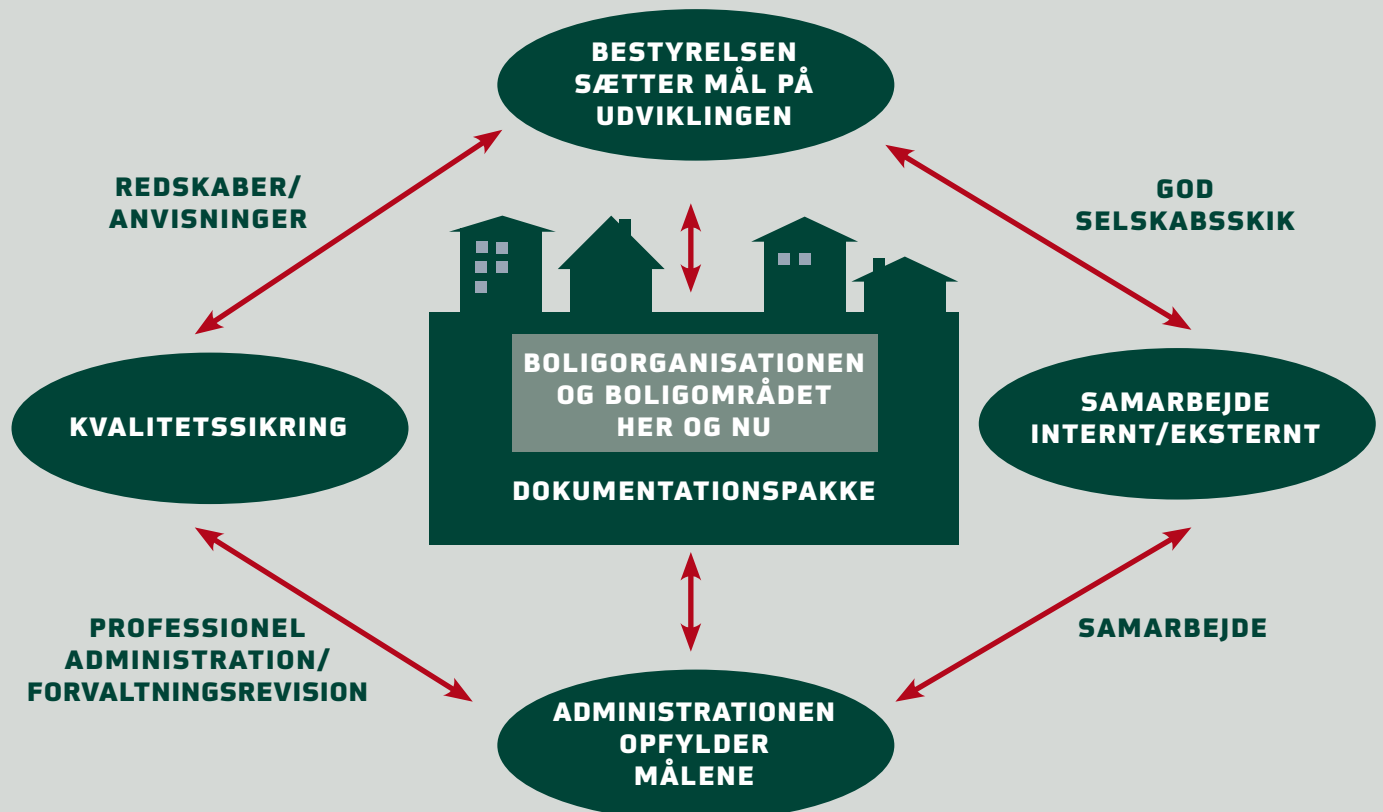 BESTYRELSEN
SÆTTER MÅL PÅ
UDVIKLINGEN
REDSKABER/
ANVISNINGER
GOD
SELSKABSSKIK
BOLIGORGANISATIONEN
OG BOLIGOMRÅDET
HER OG NU
KVALITETSSIKRING
SAMARBEJDE
INTERNT/EKSTERNT
DOKUMENTATIONSPAKKE
PROFESSIONEL
ADMINISTRATION/
FORVALTNINGSREVISION
SAMARBEJDE
ADMINISTRATIONEN
OPFYLDER
MÅLENE